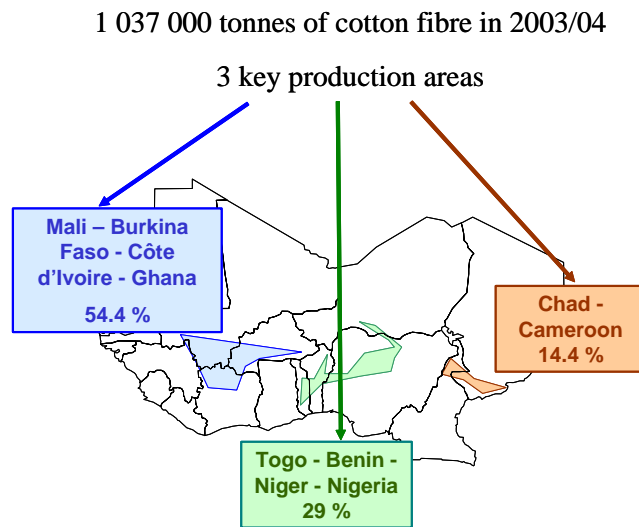 1 037 000 tonnes of cotton fibre in 2003/04
3 key production areas
Mali – Burkina
Faso - Côte
d’Ivoire - Ghana
54.4 %
Chad -
Cameroon
14.4 %
Togo - Benin -
Niger - Nigeria
29 %